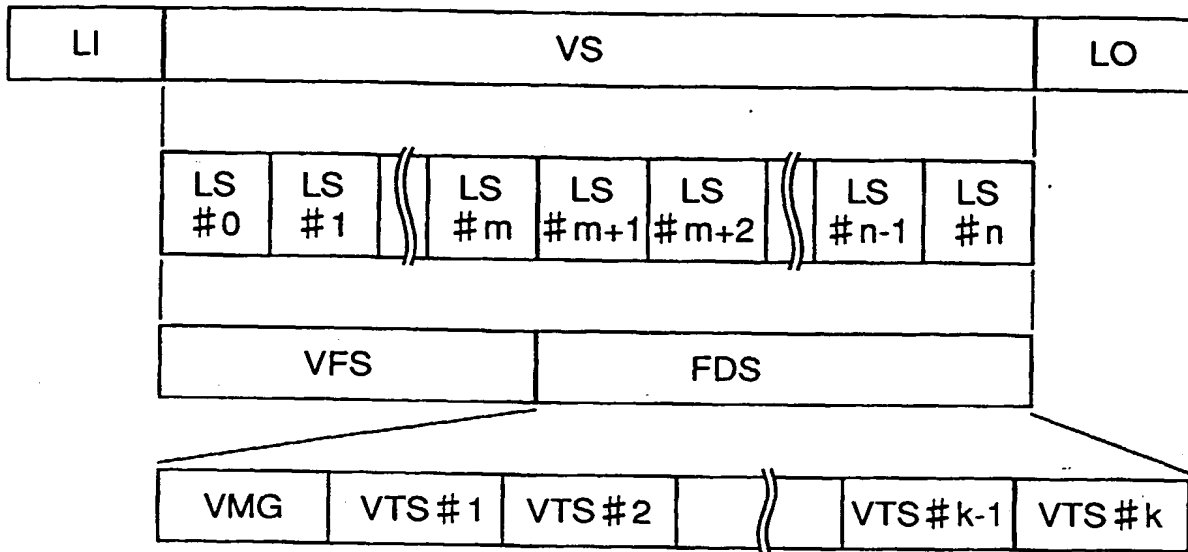 LI VS LO
LS LS LS LS LS LS LS
#0 #1 #m #m+1 #m+2 #n-1 #n
VFS FDS
VMG VTS#1 VTS#2 VTS#k-1 VTS#k